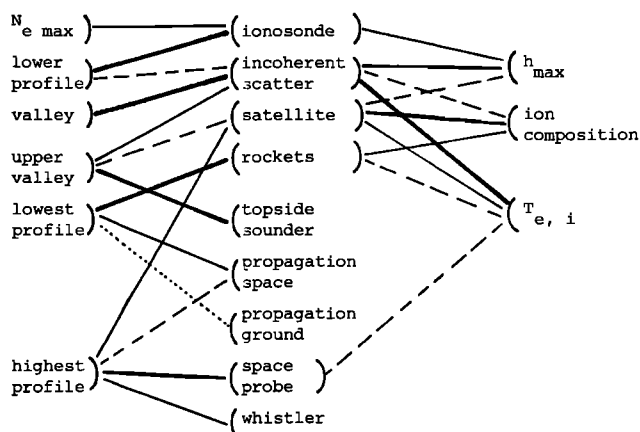 N e max
lower
profile
valley
upper
valley
lowest
profile
highest
profile
ionosonde
incoherent
scatter
satellite
rockets
topside
sounder
propagation
space
propagation
ground
space
probe
whistler
h max
ion
composition
T e, i